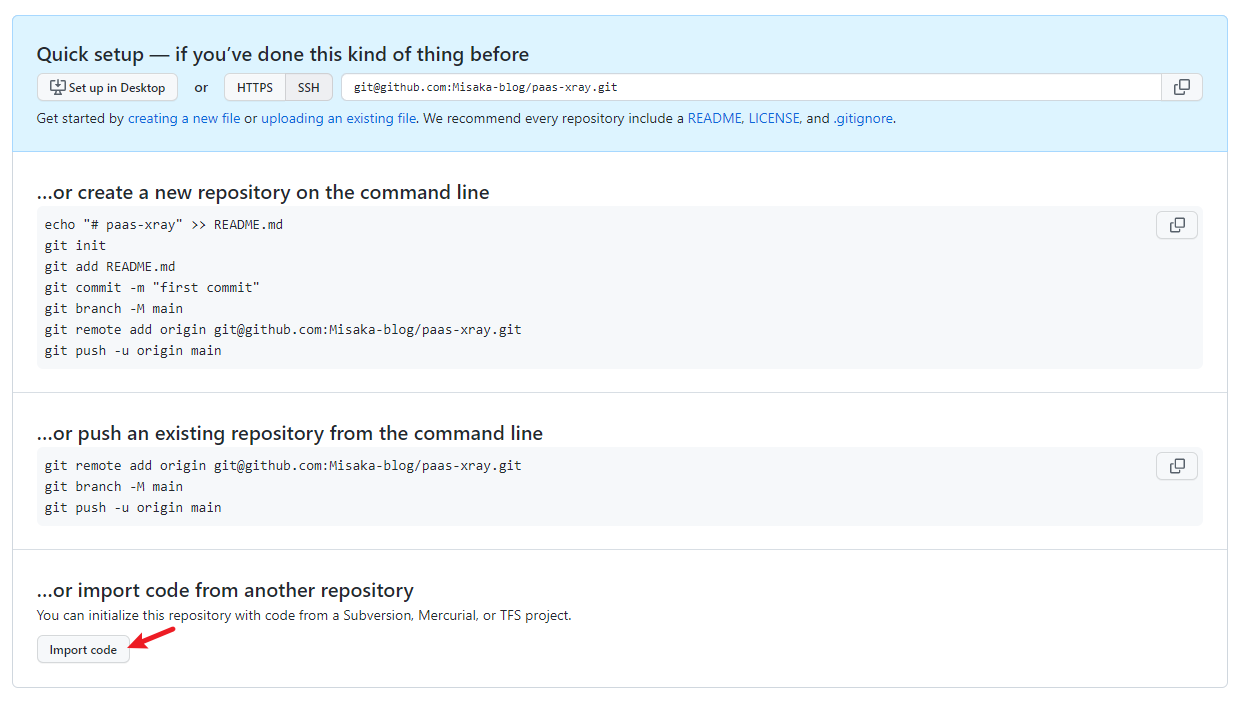 Quick setup — if you’ve done this kind of thing before
Set up in Desktop or HTTPS SSH git@github.com:Misaka-blog/paas-xray.git
Get started by creating a new file or uploading an existing file. We recommend every repository include a README, LICENSE, and .gitignore.
…or create a new repository on the command line
echo "# paas-xray" >> README.md
git init
git add README.md
git commit -m "first commit"
git branch -M main
git remote add origin git@github.com:Misaka-blog/paas-xray.git
git push -u origin main
…or push an existing repository from the command line
git remote add origin git@github.com:Misaka-blog/paas-xray.git
git branch -M main
git push -u origin main
…or import code from another repository
You can initialize this repository with code from a Subversion, Mercurial, or TFS project.
Import code